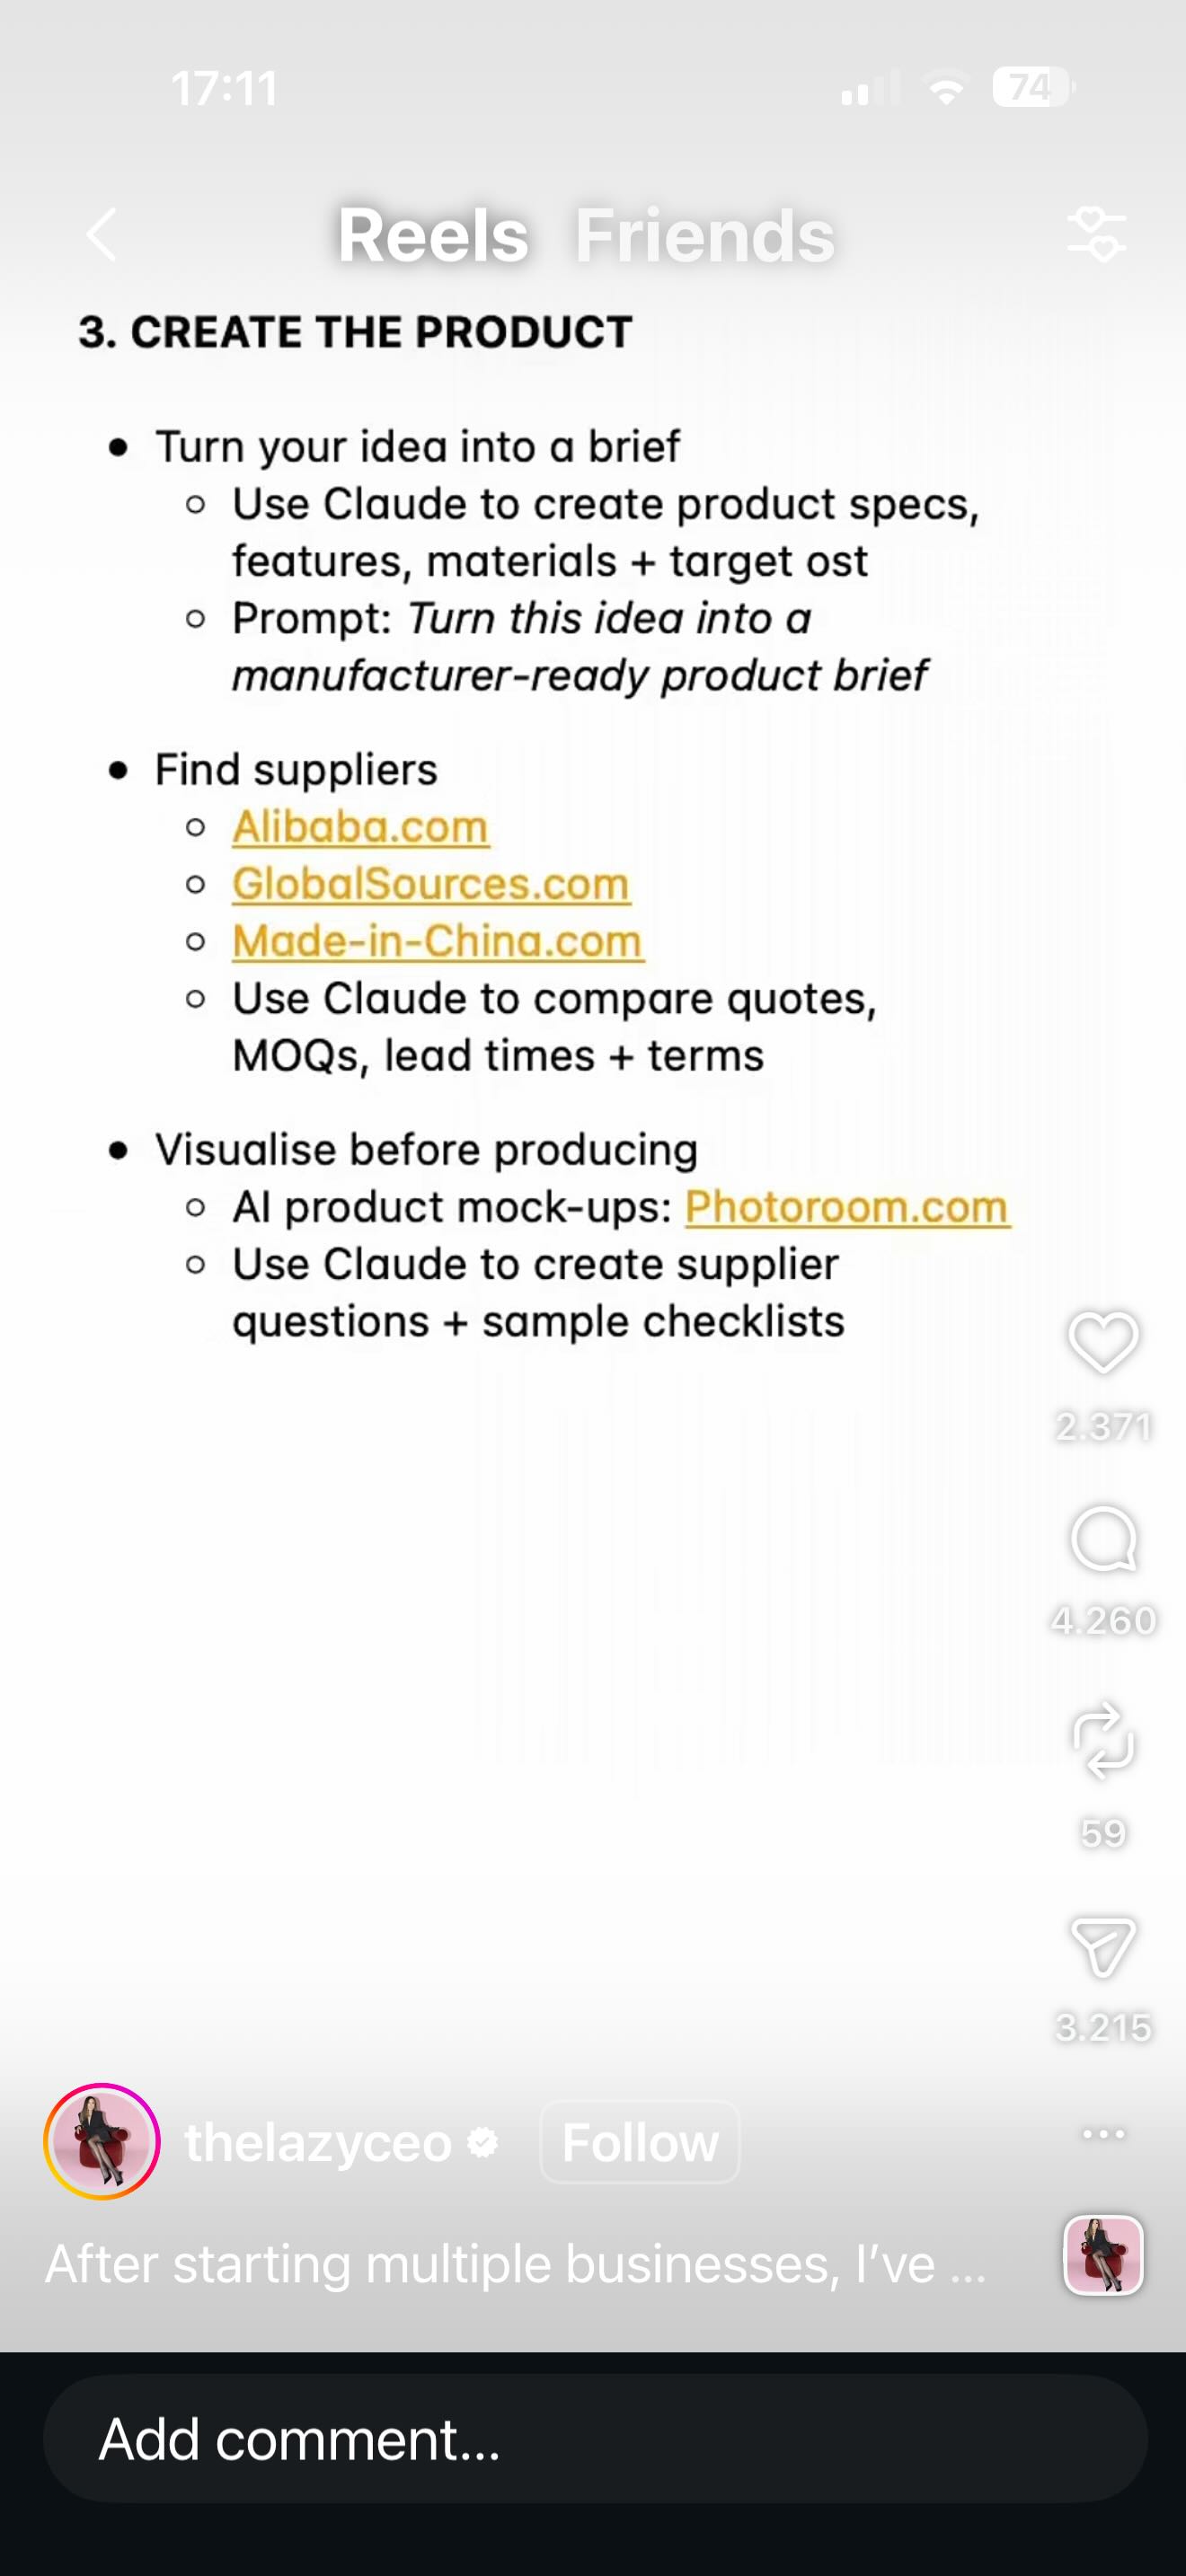 17:11
74
Reels Friends
3. CREATE THE PRODUCT
• Turn your idea into a brief
○ Use Claude to create product specs,
features, materials + target ost
○ Prompt: Turn this idea into a
manufacturer-ready product brief
• Find suppliers
○ Alibaba.com
○ GlobalSources.com
○ Made-in-China.com
○ Use Claude to compare quotes,
MOQs, lead times + terms
• Visualise before producing
○ AI product mock-ups: Photoroom.com
○ Use Claude to create supplier
questions + sample checklists
2.371
4.260
59
3.215
thelazyceo Follow
After starting multiple businesses, I’ve ...
Add comment...